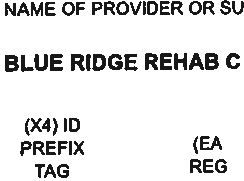 NAME OF PROVIDER OR SU
BLUE RIDGE REHAB C
(X4) ID
PREFIX
TAG
(EA
REG